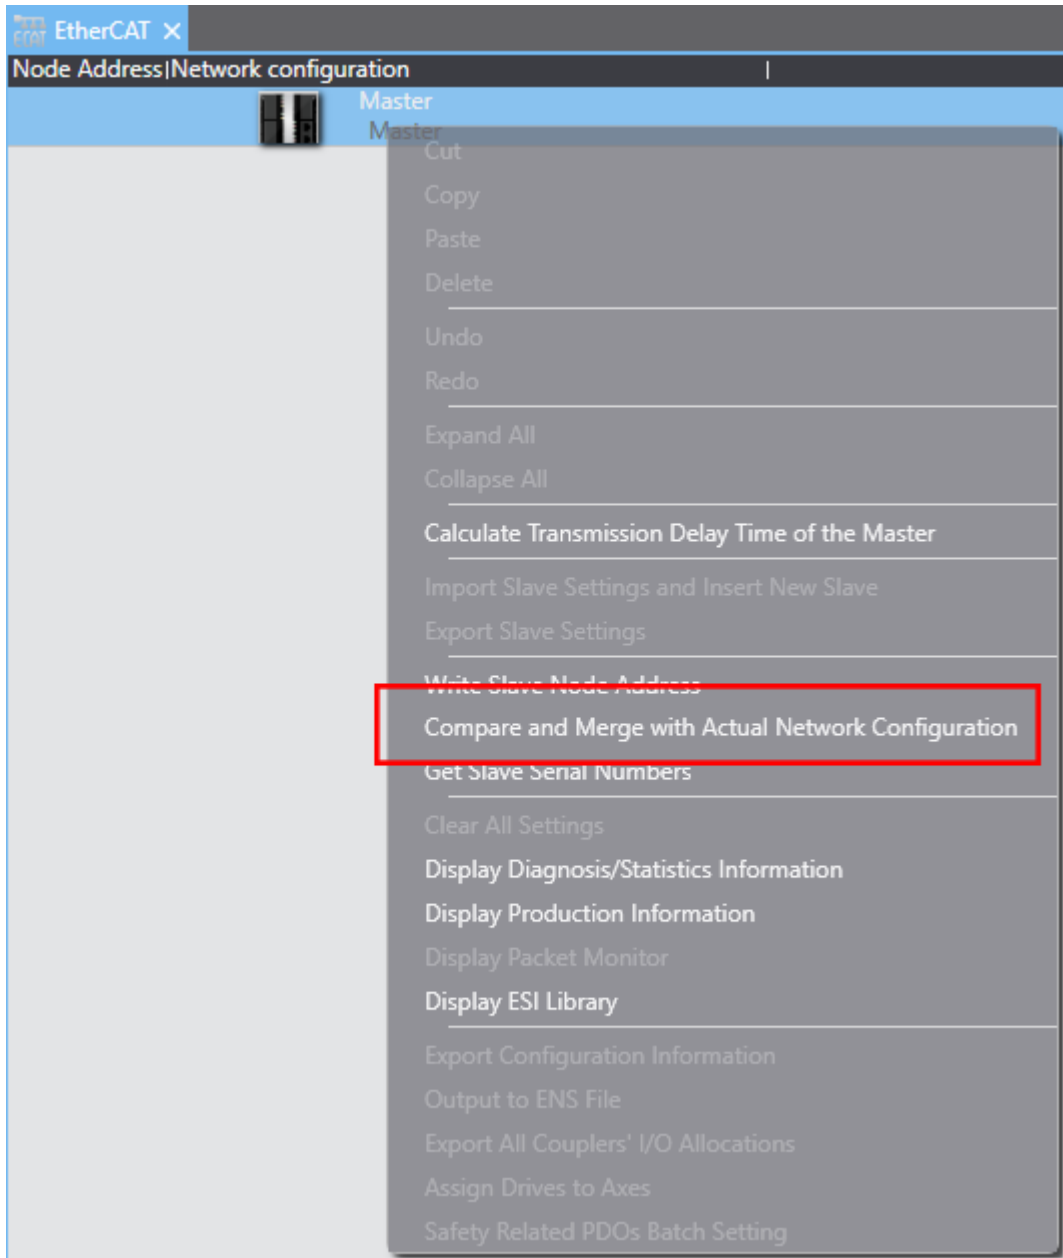 ECAT EtherCAT ×
Node Address|Network configuration |
Master
Master
Cut
Copy
Paste
Delete
Undo
Redo
Expand All
Collapse All
Calculate Transmission Delay Time of the Master
Import Slave Settings and Insert New Slave
Export Slave Settings
Write Slave Node Address
Compare and Merge with Actual Network Configuration
Get Slave Serial Numbers
Clear All Settings
Display Diagnosis/Statistics Information
Display Production Information
Display Packet Monitor
Display ESI Library
Export Configuration Information
Output to ENS File
Export All Couplers' I/O Allocations
Assign Drives to Axes
Safety Related PDOs Batch Setting